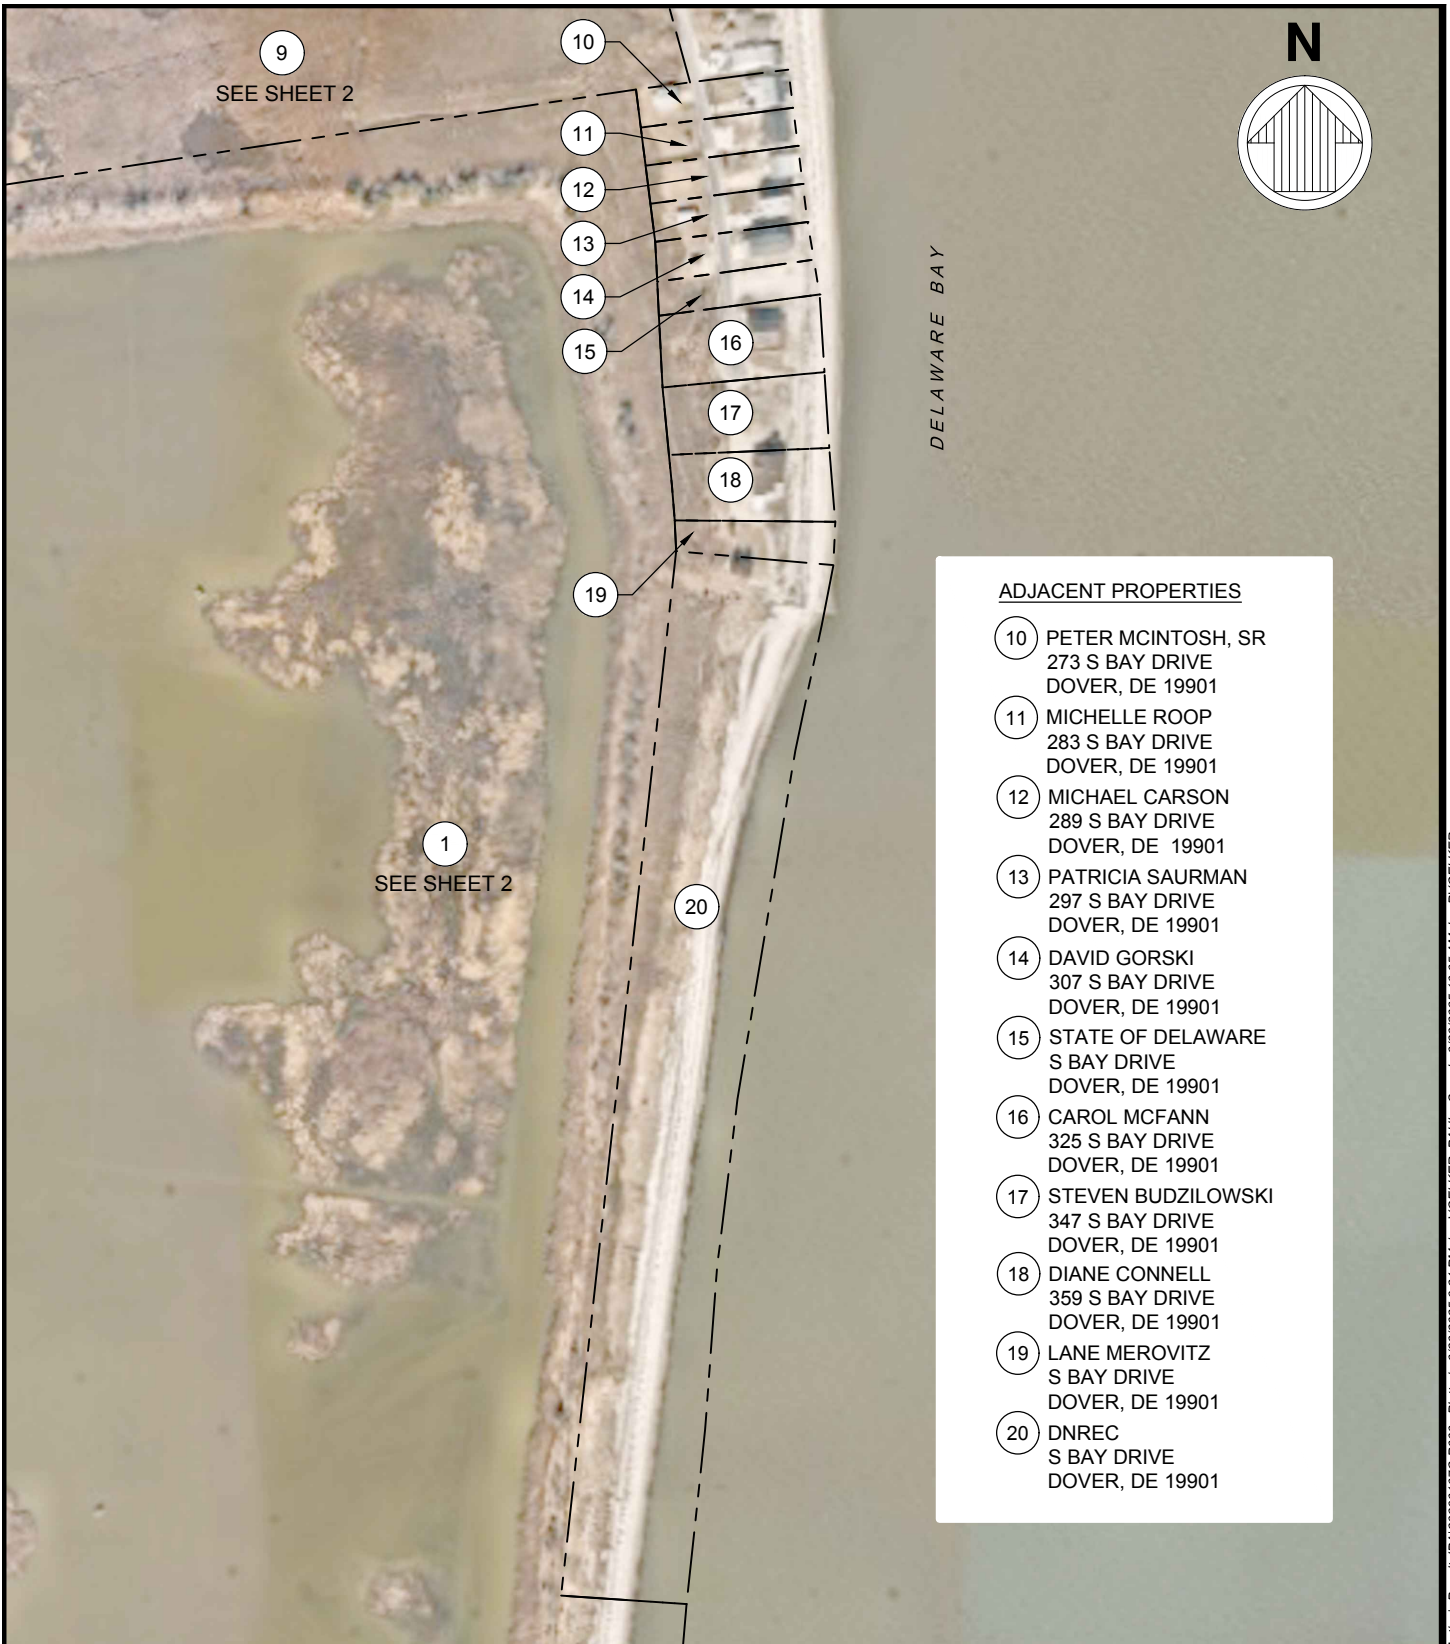 9
SEE SHEET 2
10
11
12
13
14
15
16
17
18
19
1
SEE SHEET 2
20
N
DELAWARE BAY
ADJACENT PROPERTIES
10 PETER MCINTOSH, SR
273 S BAY DRIVE
DOVER, DE 19901
11 MICHELLE ROOP
283 S BAY DRIVE
DOVER, DE 19901
12 MICHAEL CARSON
289 S BAY DRIVE
DOVER, DE 19901
13 PATRICIA SAURMAN
297 S BAY DRIVE
DOVER, DE 19901
14 DAVID GORSKI
307 S BAY DRIVE
DOVER, DE 19901
15 STATE OF DELAWARE
S BAY DRIVE
DOVER, DE 19901
16 CAROL MCFANN
325 S BAY DRIVE
DOVER, DE 19901
17 STEVEN BUDZILOWSKI
347 S BAY DRIVE
DOVER, DE 19901
18 DIANE CONNELL
359 S BAY DRIVE
DOVER, DE 19901
19 LANE MEROVITZ
S BAY DRIVE
DOVER, DE 19901
20 DNREC
S BAY DRIVE
DOVER, DE 19901